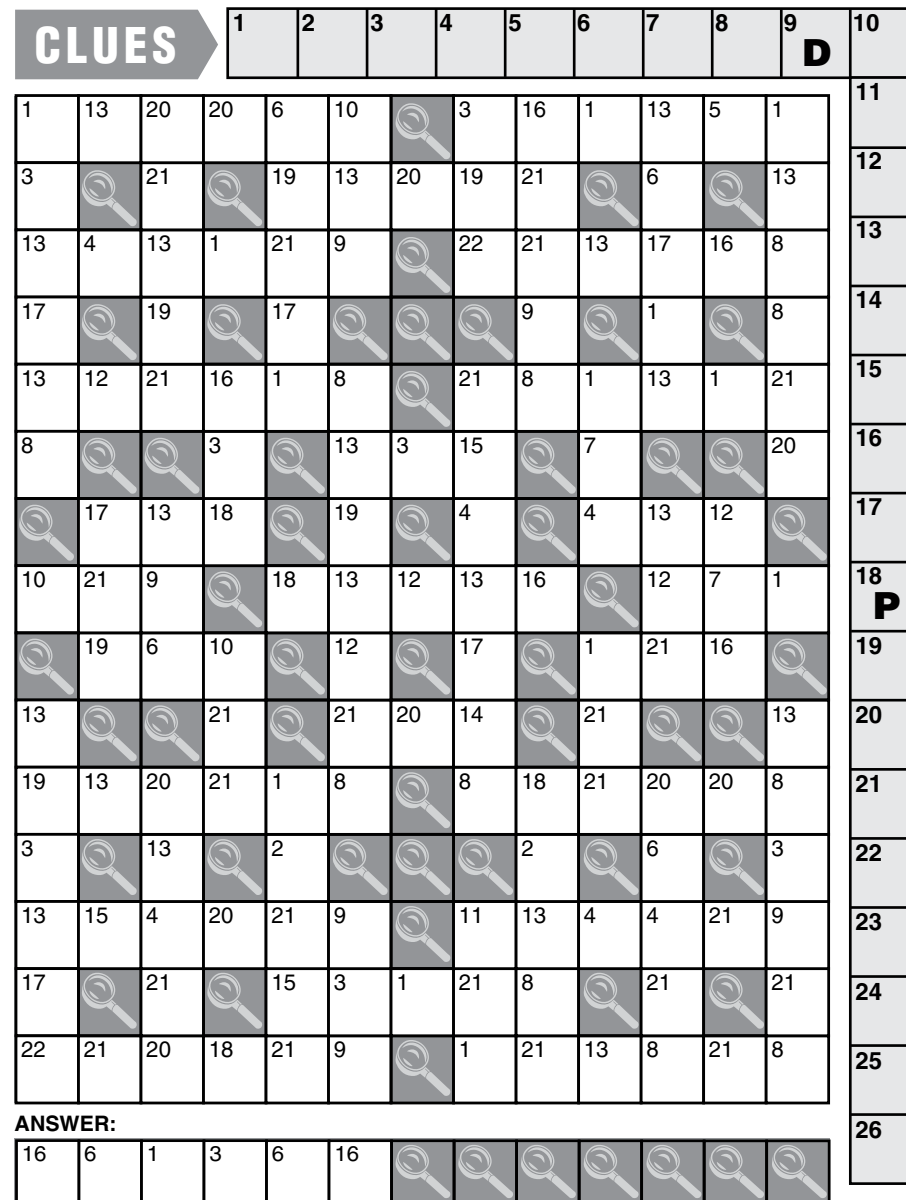 CLUES
1 2 3 4 5 6 7 8 9 D 10
11
12
13
14
15
16
17
18 P
19
20
21
22
23
24
25
26
1 13 20 20 6 10 3 16 1 13 5 1
3 21 19 13 20 19 21 6 13
13 4 13 1 21 9 22 21 13 17 16 8
17 19 17 9 1 8
13 12 21 16 1 8 21 8 1 13 1 21
8 3 13 3 15 7 20
17 13 18 19 4 4 13 12
10 21 9 18 13 12 13 16 12 7 1
19 6 10 12 17 1 21 16
13 21 21 20 14 21 13
19 13 20 21 1 8 8 18 21 20 20 8
3 13 2 2 6 3
13 15 4 20 21 9 11 13 4 4 21 9
17 21 15 3 1 21 8 21 21
22 21 20 18 21 9 1 21 13 8 21 8
ANSWER:
16 6 1 3 6 16